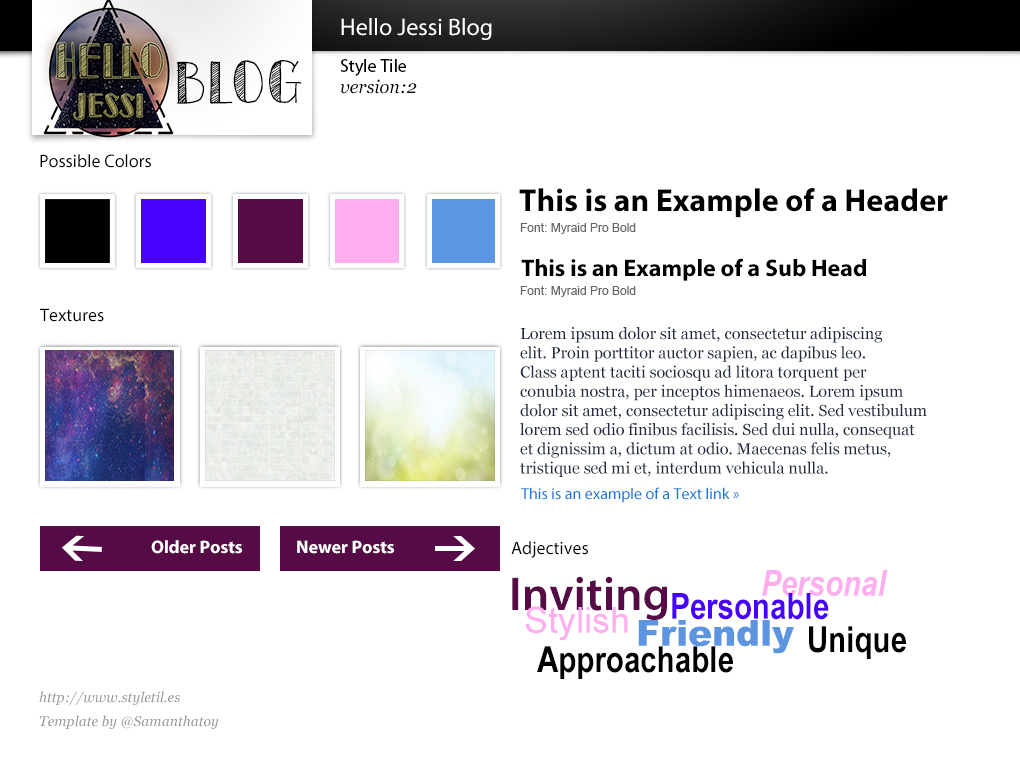 Hello Jessi Blog
HELLO
JESSI
BLOG
Style Tile
version:2
Possible Colors
This is an Example of a Header
Font: Myraid Pro Bold
This is an Example of a Sub Head
Font: Myraid Pro Bold
Textures
Lorem ipsum dolor sit amet, consectetur adipiscing
elit. Proin porttitor auctor sapien, ac dapibus leo.
Class aptent taciti sociosqu ad litora torquent per
conubia nostra, per inceptos himenaeos. Lorem ipsum
dolor sit amet, consectetur adipiscing elit. Sed vestibulum
lorem sed odio finibus facilisis. Sed dui nulla, consequat
et dignissim a, dictum at odio. Maecenas felis metus,
tristique sed mi et, interdum vehicula nulla.
This is an example of a Text link »
Older Posts
Newer Posts
Adjectives
Personal
Inviting
Personable
Stylish
Friendly
Unique
Approachable
http://www.styletil.es
Template by @Samanthatoy